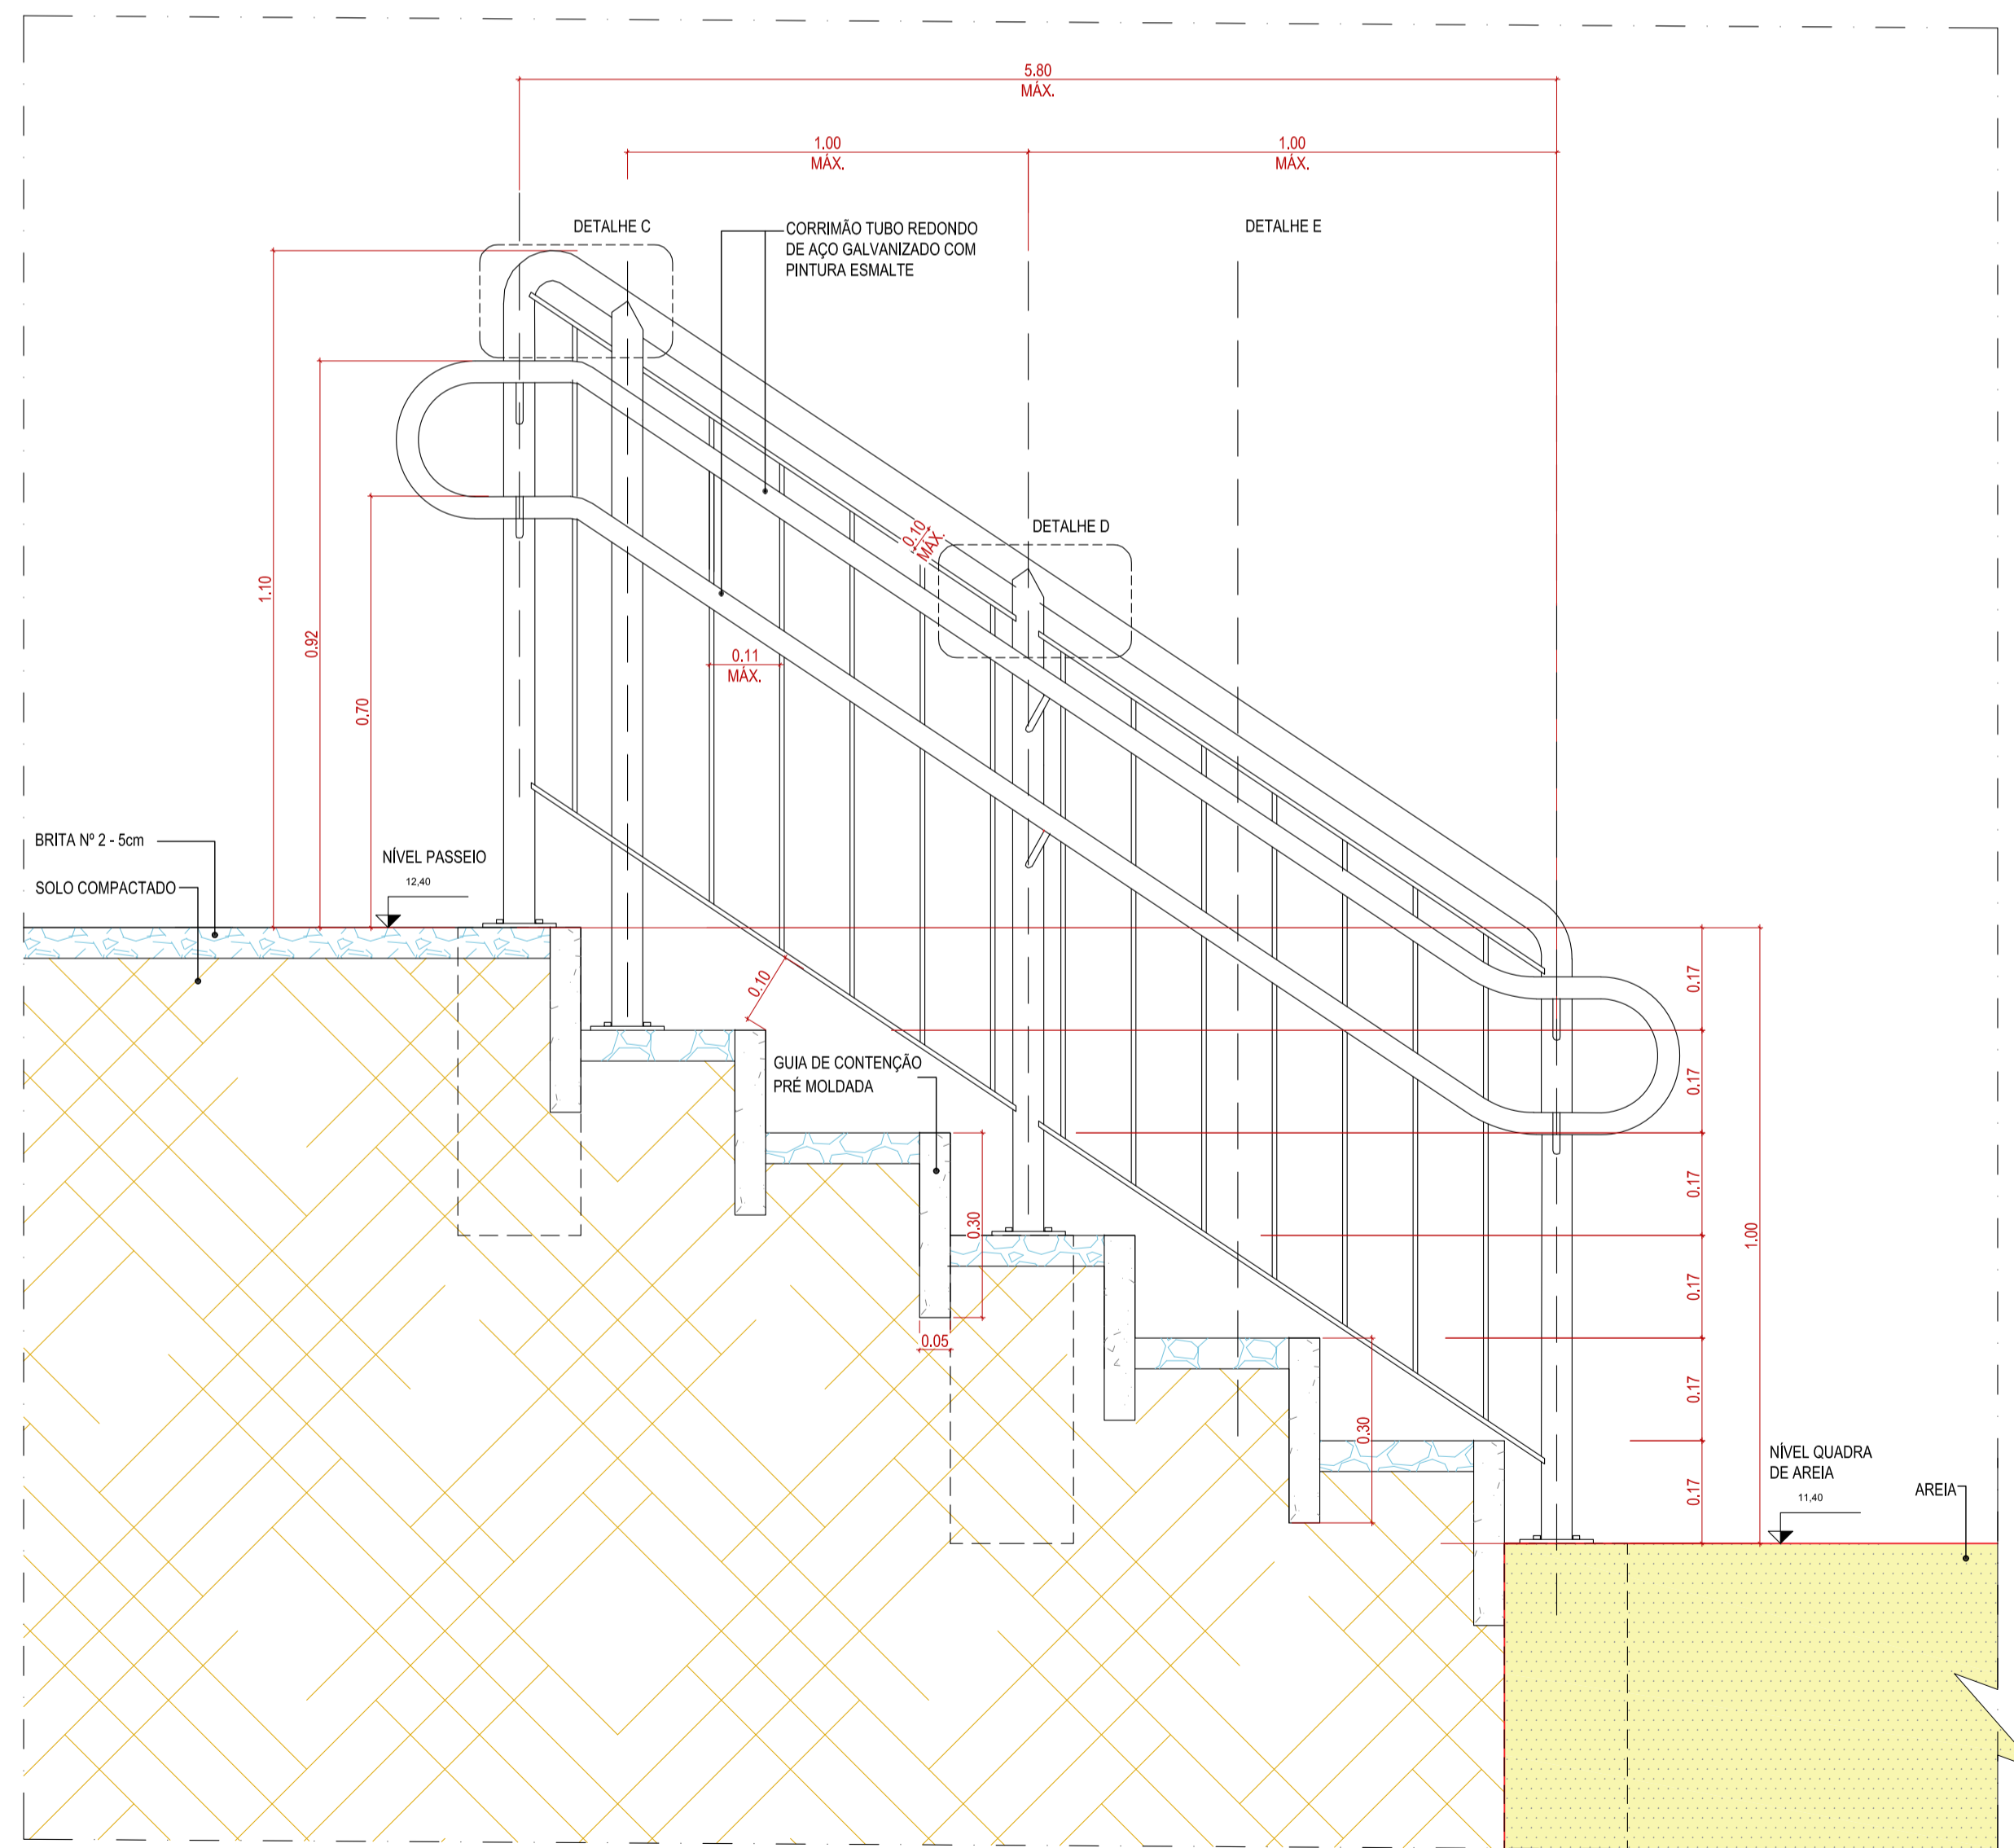 5.80
MÁX.
1.00
MÁX.
1.00
MÁX.
DETALHE C
CORRIMÃO TUBO REDONDO
DE AÇO GALVANIZADO COM
PINTURA ESMALTE
DETALHE E
DETALHE D
0.10
MÁX.
1.10
0.92
0.70
0.11
MÁX.
BRITA Nº 2 - 5cm
SOLO COMPACTADO
NÍVEL PASSEIO
12,40
0.10
GUIA DE CONTENÇÃO
PRÉ MOLDADA
0.30
0.05
0.30
0.17
0.17
0.17
0.17
0.17
0.17
1.00
NÍVEL QUADRA
DE AREIA
11,40
AREIA